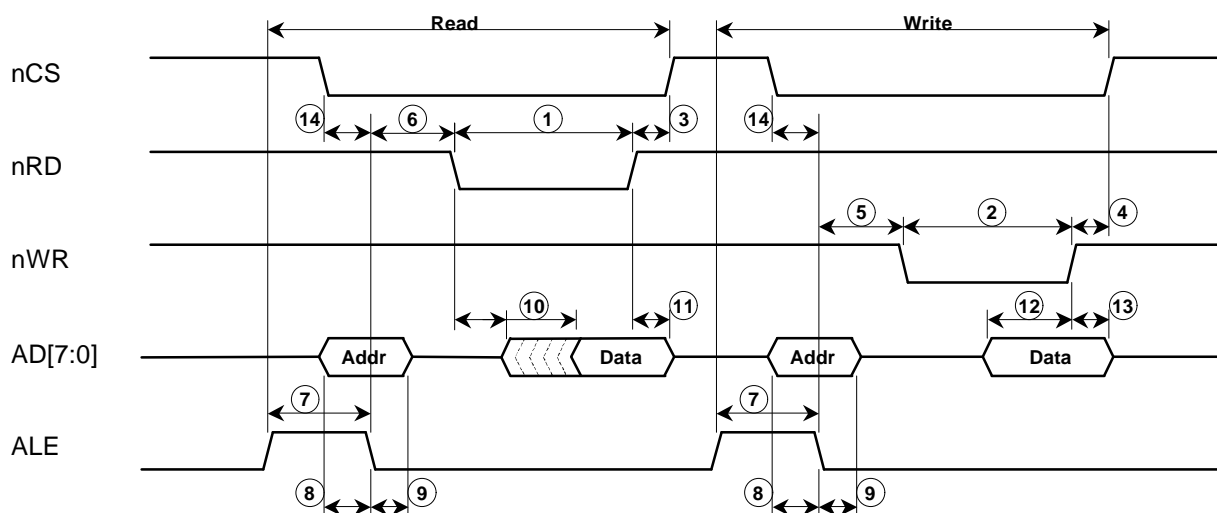 Read Write
nCS
14 6 1 3 14
nRD
5 2 4
nWR
10 11 12 13
AD[7:0] Addr Data Addr Data
7 7
ALE
8 9 8 9